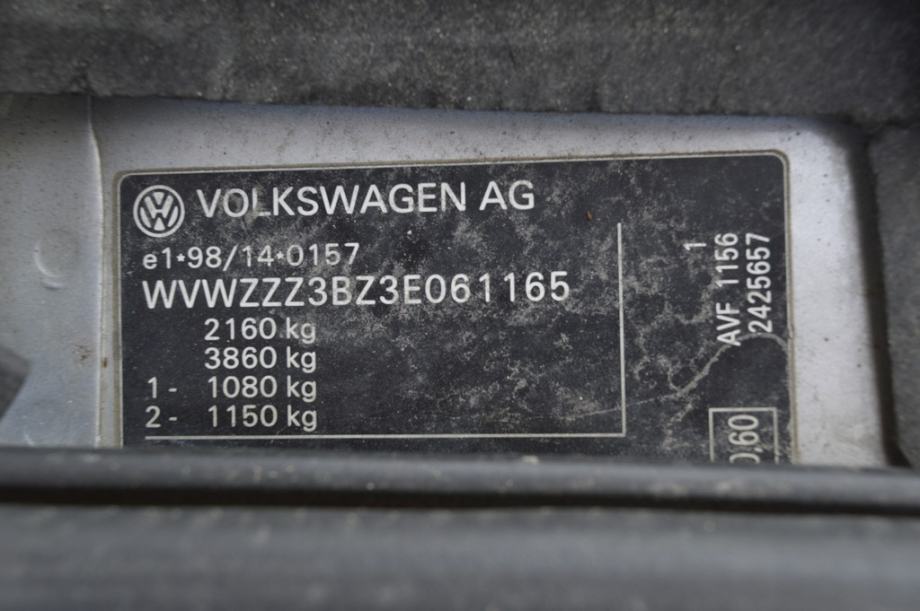 VOLKSWAGEN AG
e1*98/14*0157
WVWZZZ3BZ3E061165
2160 kg
3860 kg
1- 1080 kg
2- 1150 kg
1
AVF 1156
2425657
0,60